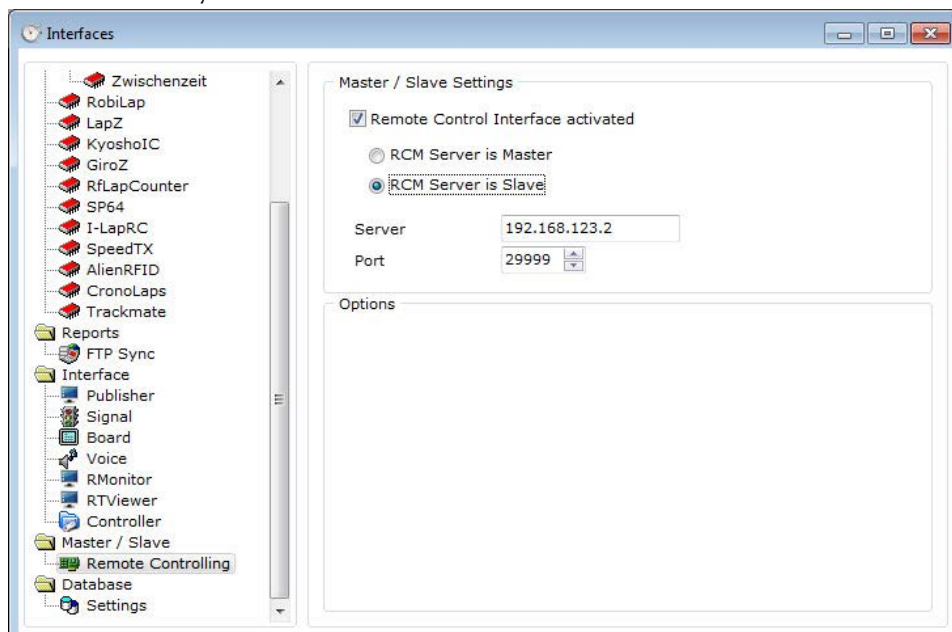 Interfaces
Zwischenzeit
RobiLap
LapZ
KyoshoIC
GiroZ
RfLapCounter
SP64
I-LapRC
SpeedTX
AlienRFID
CronoLaps
Trackmate
Reports
FTP Sync
Interface
Publisher
Signal
Board
Voice
RMonitor
RTViewer
Controller
Master / Slave
Remote Controlling
Database
Settings
Master / Slave Settings
Remote Control Interface activated
RCM Server is Master
RCM Server is Slave
Server 192.168.123.2
Port 29999
Options